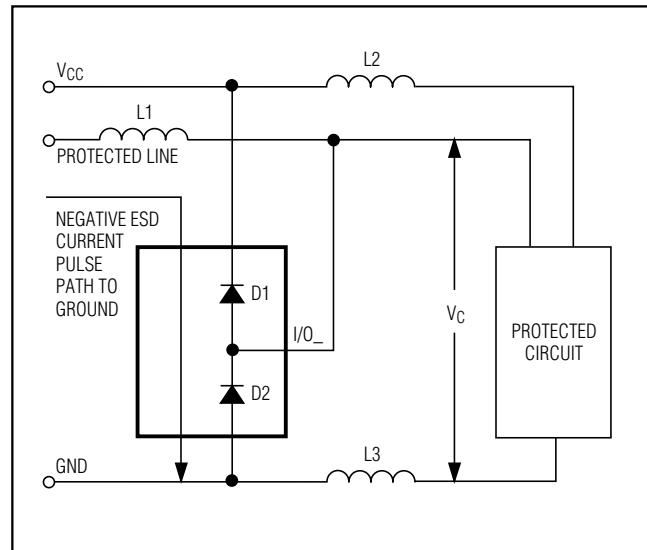 VCC
L2
L1
PROTECTED LINE
NEGATIVE ESD
CURRENT
PULSE
PATH TO
GROUND
D1
I/O_
D2
VC
PROTECTED
CIRCUIT
GND
L3